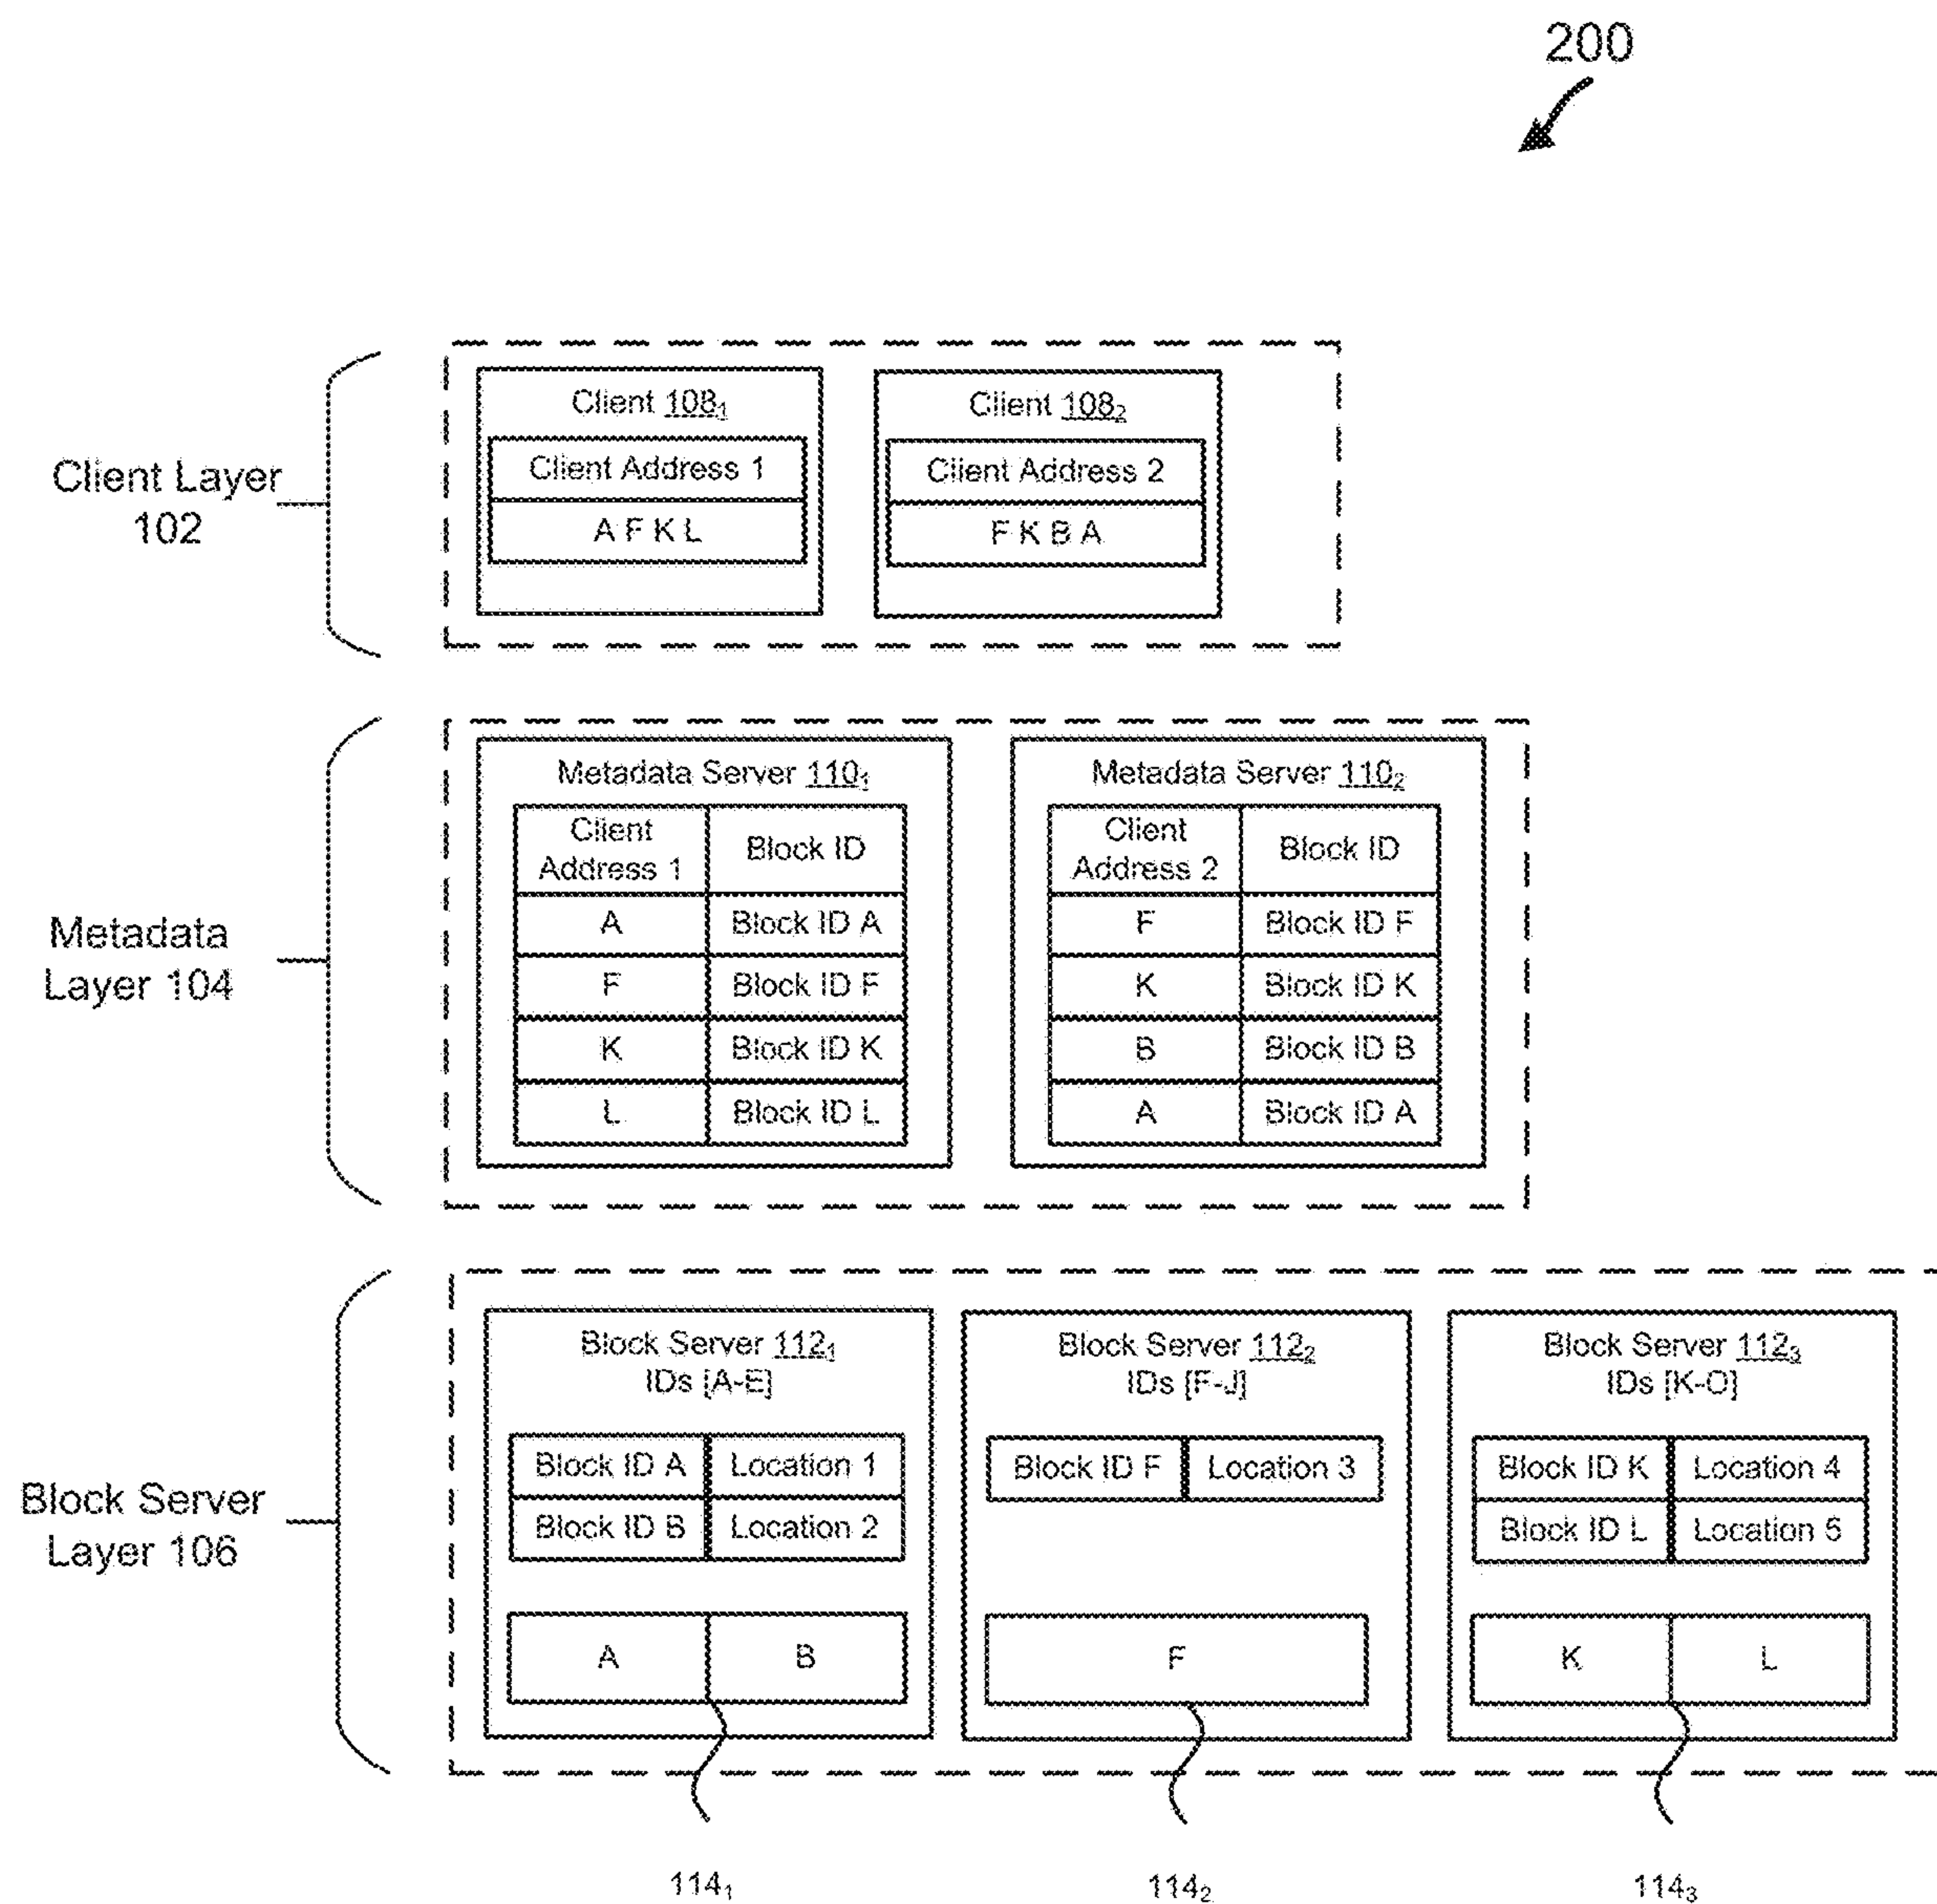 200
Client Layer
102
Client 108₁
Client Address 1
A F K L
Client 108₂
Client Address 2
F K B A
Metadata
Layer 104
Metadata Server 110₁
Client
Address 1
Block ID
A
Block ID A
F
Block ID F
K
Block ID K
L
Block ID L
Metadata Server 110₂
Client
Address 2
Block ID
F
Block ID F
K
Block ID K
B
Block ID B
A
Block ID A
Block Server
Layer 106
Block Server 112₁
IDs [A-E]
Block ID A
Location 1
Block ID B
Location 2
A
B
Block Server 112₂
IDs [F-J]
Block ID F
Location 3
F
Block Server 112₃
IDs [K-O]
Block ID K
Location 4
Block ID L
Location 5
K
L
114₁
114₂
114₃